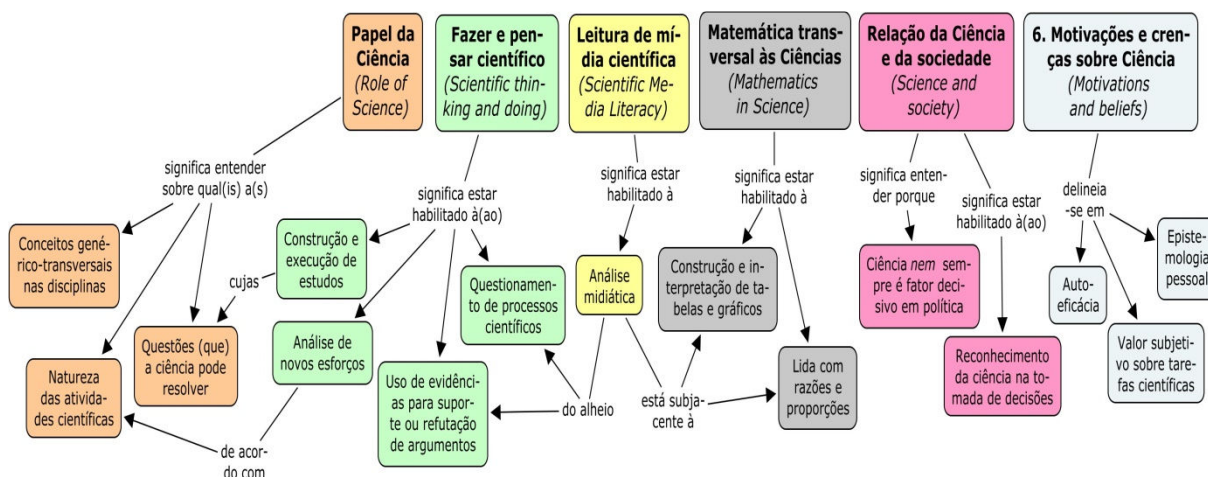 Papel da
Ciência
(Role of
Science)
Fazer e pen-
sar científico
(Scientific thin-
king and doing)
Leitura de mí-
dia científica
(Scientific Me-
dia Literacy)
Matemática trans-
versal às Ciências
(Mathematics
in Science)
Relação da Ciência
e da sociedade
(Science and
society)
6. Motivações e cren-
ças sobre Ciência
(Motivations
and beliefs)
significa entender
sobre qual(is) a(s)
significa estar
habilitado à(ao)
significa estar
habilitado à
significa estar
habilitado à
significa enten-
der porque
significa estar
habilitado à(ao)
delineia
-se em
Conceitos gené-
rico-transversais
nas disciplinas
cujas
Construção e
execução de
estudos
Questionamen-
to de processos
científicos
Análise
midiática
Construção e in-
terpretação de ta-
belas e gráficos
Ciência nem sem-
pre é fator deci-
sivo em política
Auto-
eficácia
Episte-
mologia
pessoal
Natureza
das ativida-
des científicas
Questões (que)
a ciência pode
resolver
Análise de
novos esforços
Uso de evidênci-
as para supor-
te ou refutação
de argumentos
do alheio
está subja-
cente à
Lida com
razões e
proporções
Reconhecimento
da ciência na to-
mada de decisões
Valor subjeti-
vo sobre tare-
fas científicas
de acor-
do com